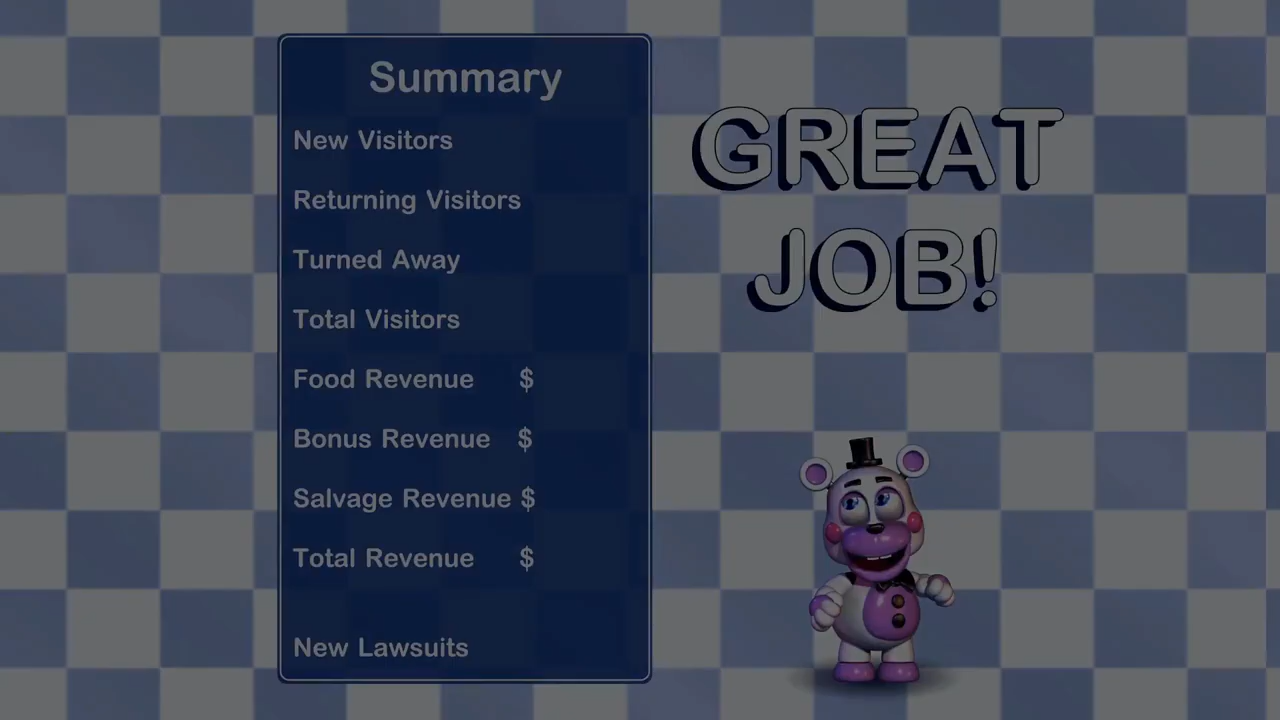 Summary
New Visitors
Returning Visitors
Turned Away
Total Visitors
Food Revenue $
Bonus Revenue $
Salvage Revenue $
Total Revenue $
New Lawsuits
GREAT
JOB!